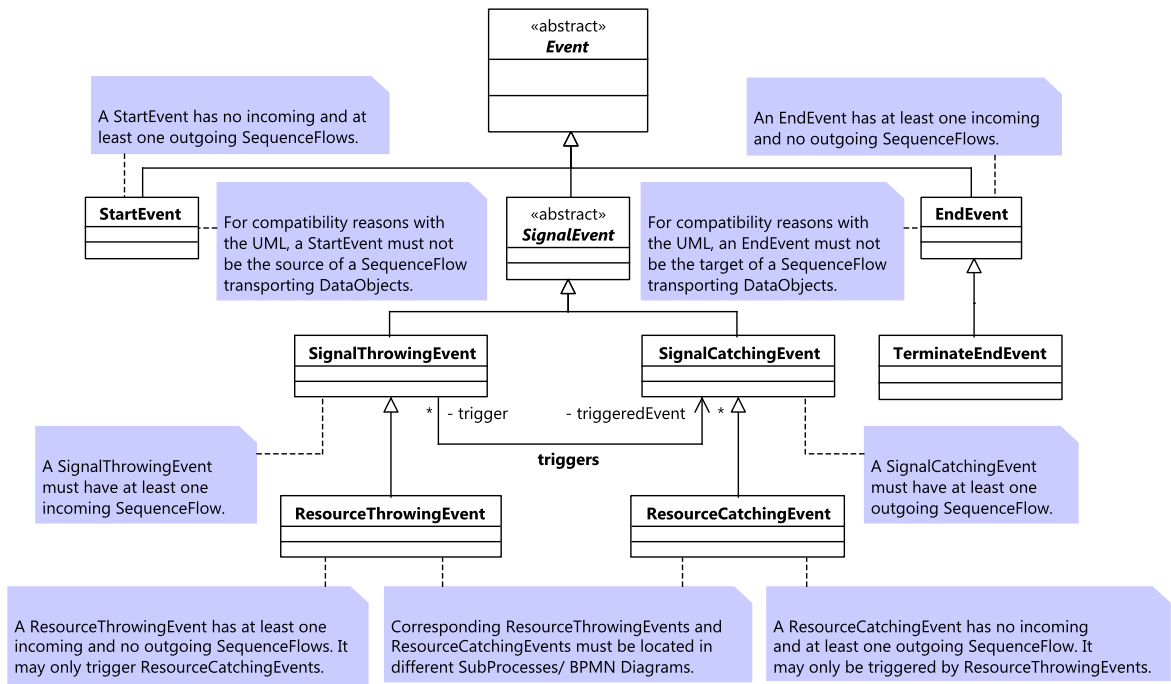 «abstract»
Event
A StartEvent has no incoming and at
least one outgoing SequenceFlows.
An EndEvent has at least one incoming
and no outgoing SequenceFlows.
StartEvent
For compatibility reasons with
the UML, a StartEvent must not
be the source of a SequenceFlow
transporting DataObjects.
«abstract»
SignalEvent
For compatibility reasons with
the UML, an EndEvent must not
be the target of a SequenceFlow
transporting DataObjects.
EndEvent
SignalThrowingEvent
SignalCatchingEvent
TerminateEndEvent
* - trigger
- triggeredEvent *
triggers
A SignalThrowingEvent
must have at least one
incoming SequenceFlow.
A SignalCatchingEvent
must have at least one
outgoing SequenceFlow.
ResourceThrowingEvent
ResourceCatchingEvent
A ResourceThrowingEvent has at least one
incoming and no outgoing SequenceFlows. It
may only trigger ResourceCatchingEvents.
Corresponding ResourceThrowingEvents and
ResourceCatchingEvents must be located in
different SubProcesses/ BPMN Diagrams.
A ResourceCatchingEvent has no incoming
and at least one outgoing SequenceFlow. It
may only be triggered by ResourceThrowingEvents.